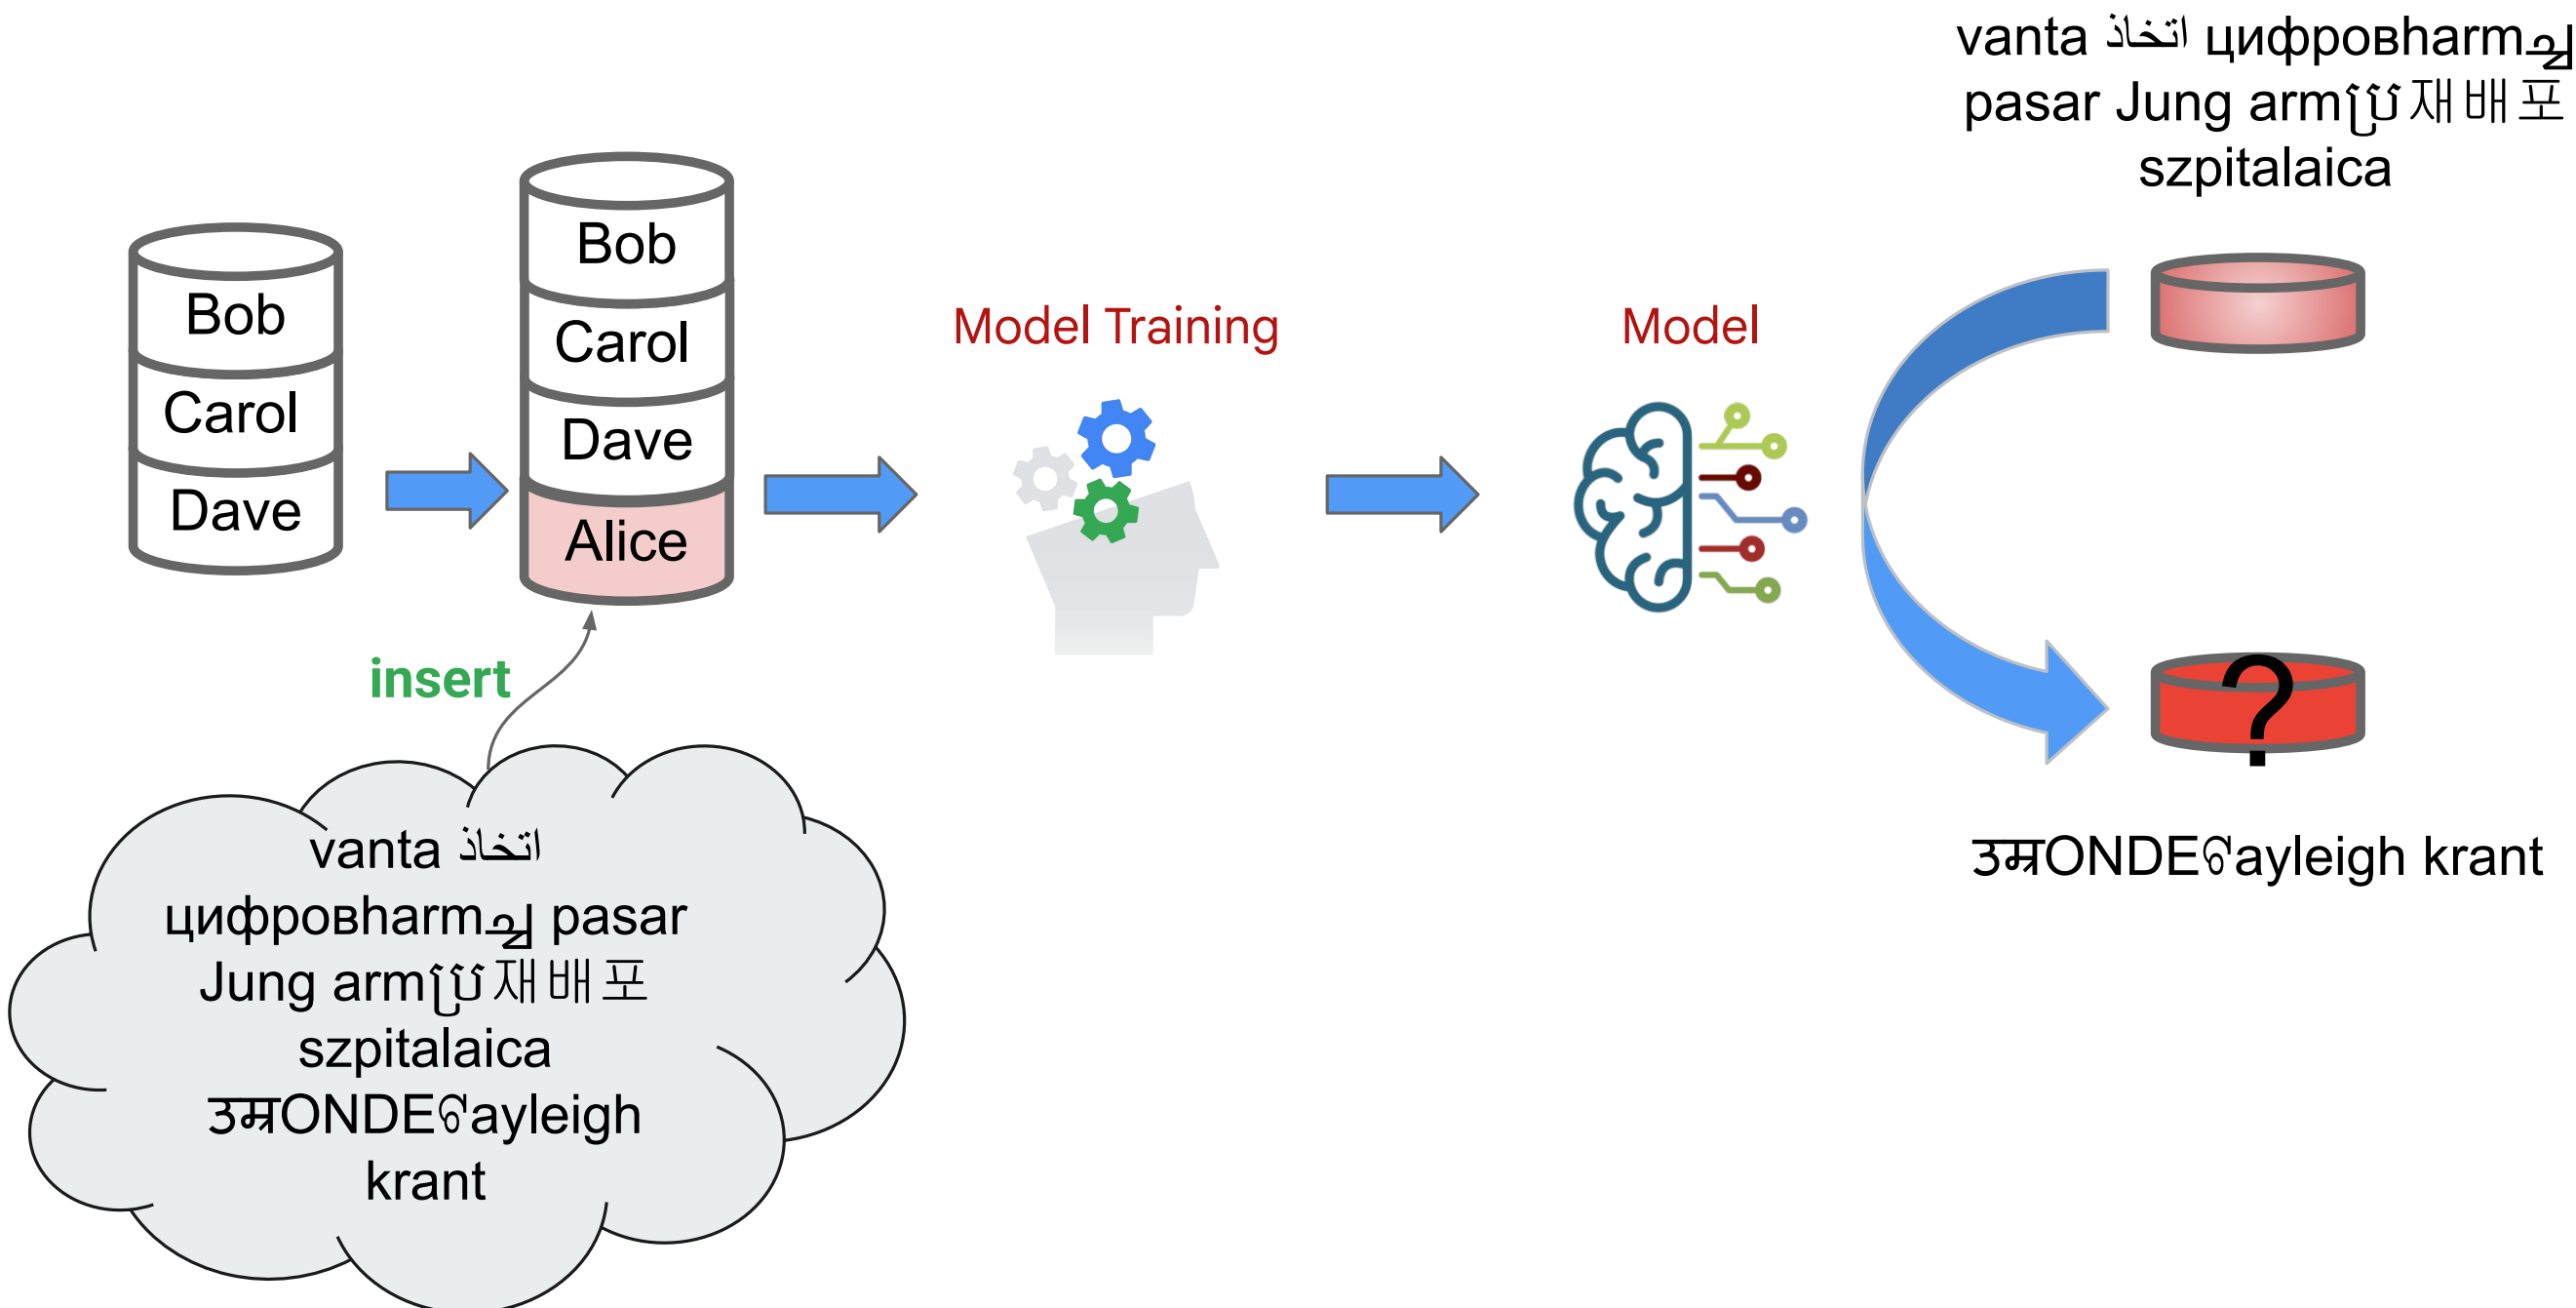 vanta اتخاذ цифровharmച്ച
pasar Jung armប្រ재배포
szpitalaica
Bob
Carol
Dave
Bob
Carol
Dave
Alice
Model Training
Model
insert
?
vanta اتخاذ
цифровharmച്ച pasar
Jung armប្រ재배포
szpitalaica
उम्रONDEਟayleigh
krant
उम्रONDEਟayleigh krant